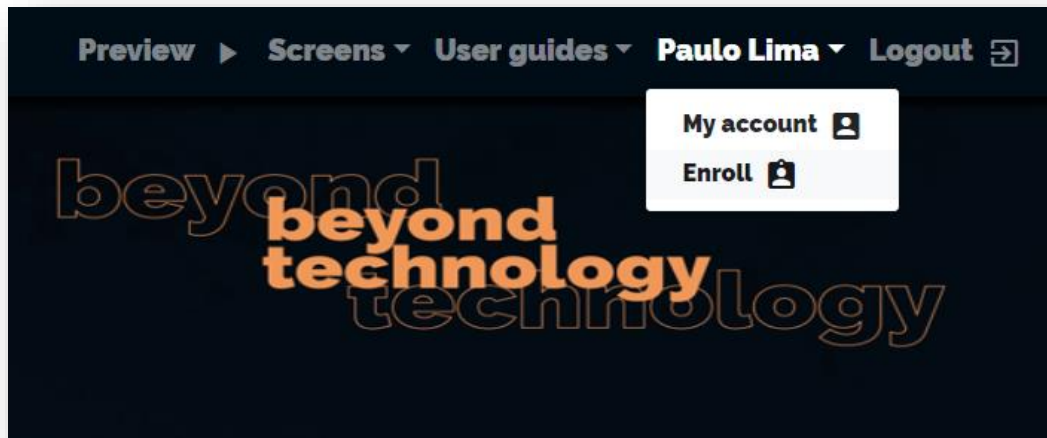 Preview Screens User guides Paulo Lima Logout
My account
Enroll
beyond
beyond
technology
technology